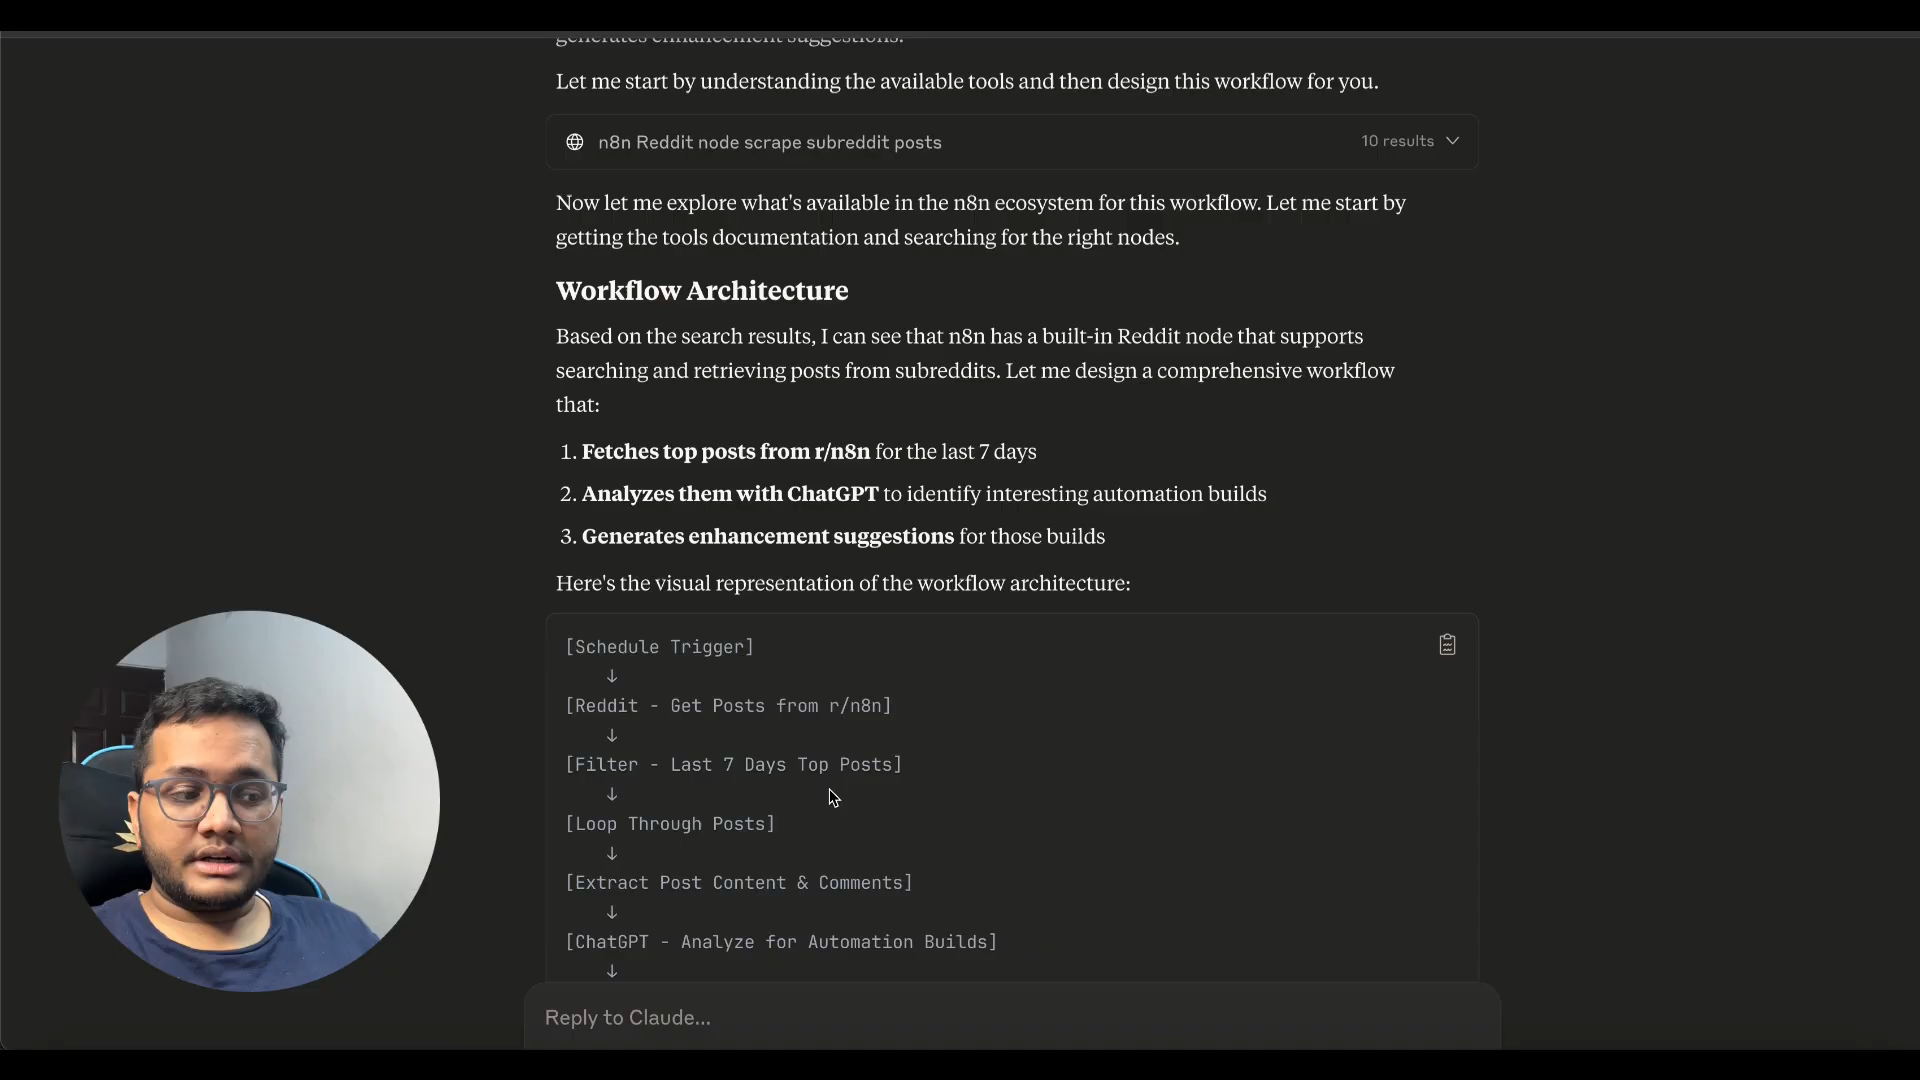 generates enhancement suggestions.
Let me start by understanding the available tools and then design this workflow for you.
n8n Reddit node scrape subreddit posts
10 results
Now let me explore what's available in the n8n ecosystem for this workflow. Let me start by
getting the tools documentation and searching for the right nodes.
Workflow Architecture
Based on the search results, I can see that n8n has a built-in Reddit node that supports
searching and retrieving posts from subreddits. Let me design a comprehensive workflow
that:
1. Fetches top posts from r/n8n for the last 7 days
2. Analyzes them with ChatGPT to identify interesting automation builds
3. Generates enhancement suggestions for those builds
Here's the visual representation of the workflow architecture:
[Schedule Trigger]
↓
[Reddit - Get Posts from r/n8n]
↓
[Filter - Last 7 Days Top Posts]
↓
[Loop Through Posts]
↓
[Extract Post Content & Comments]
↓
[ChatGPT - Analyze for Automation Builds]
↓
Reply to Claude...